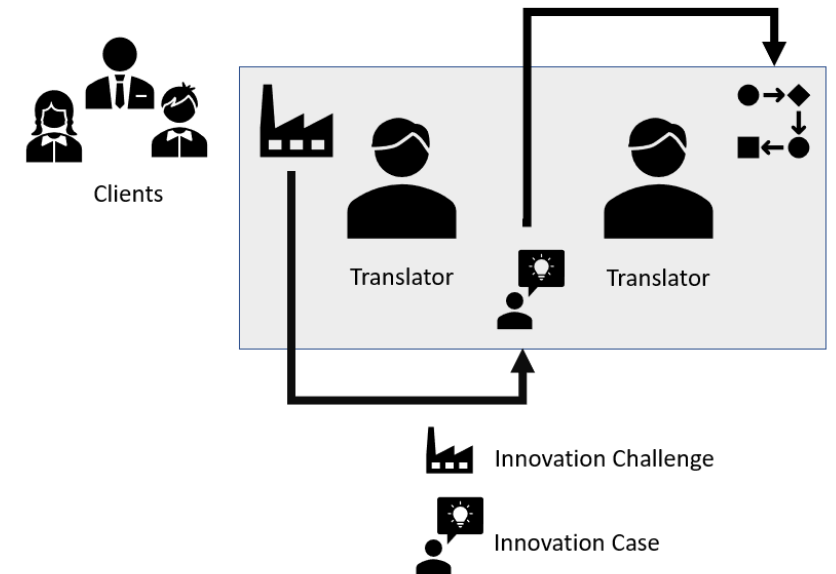 Clients
Translator
Translator
Innovation Challenge
Innovation Case